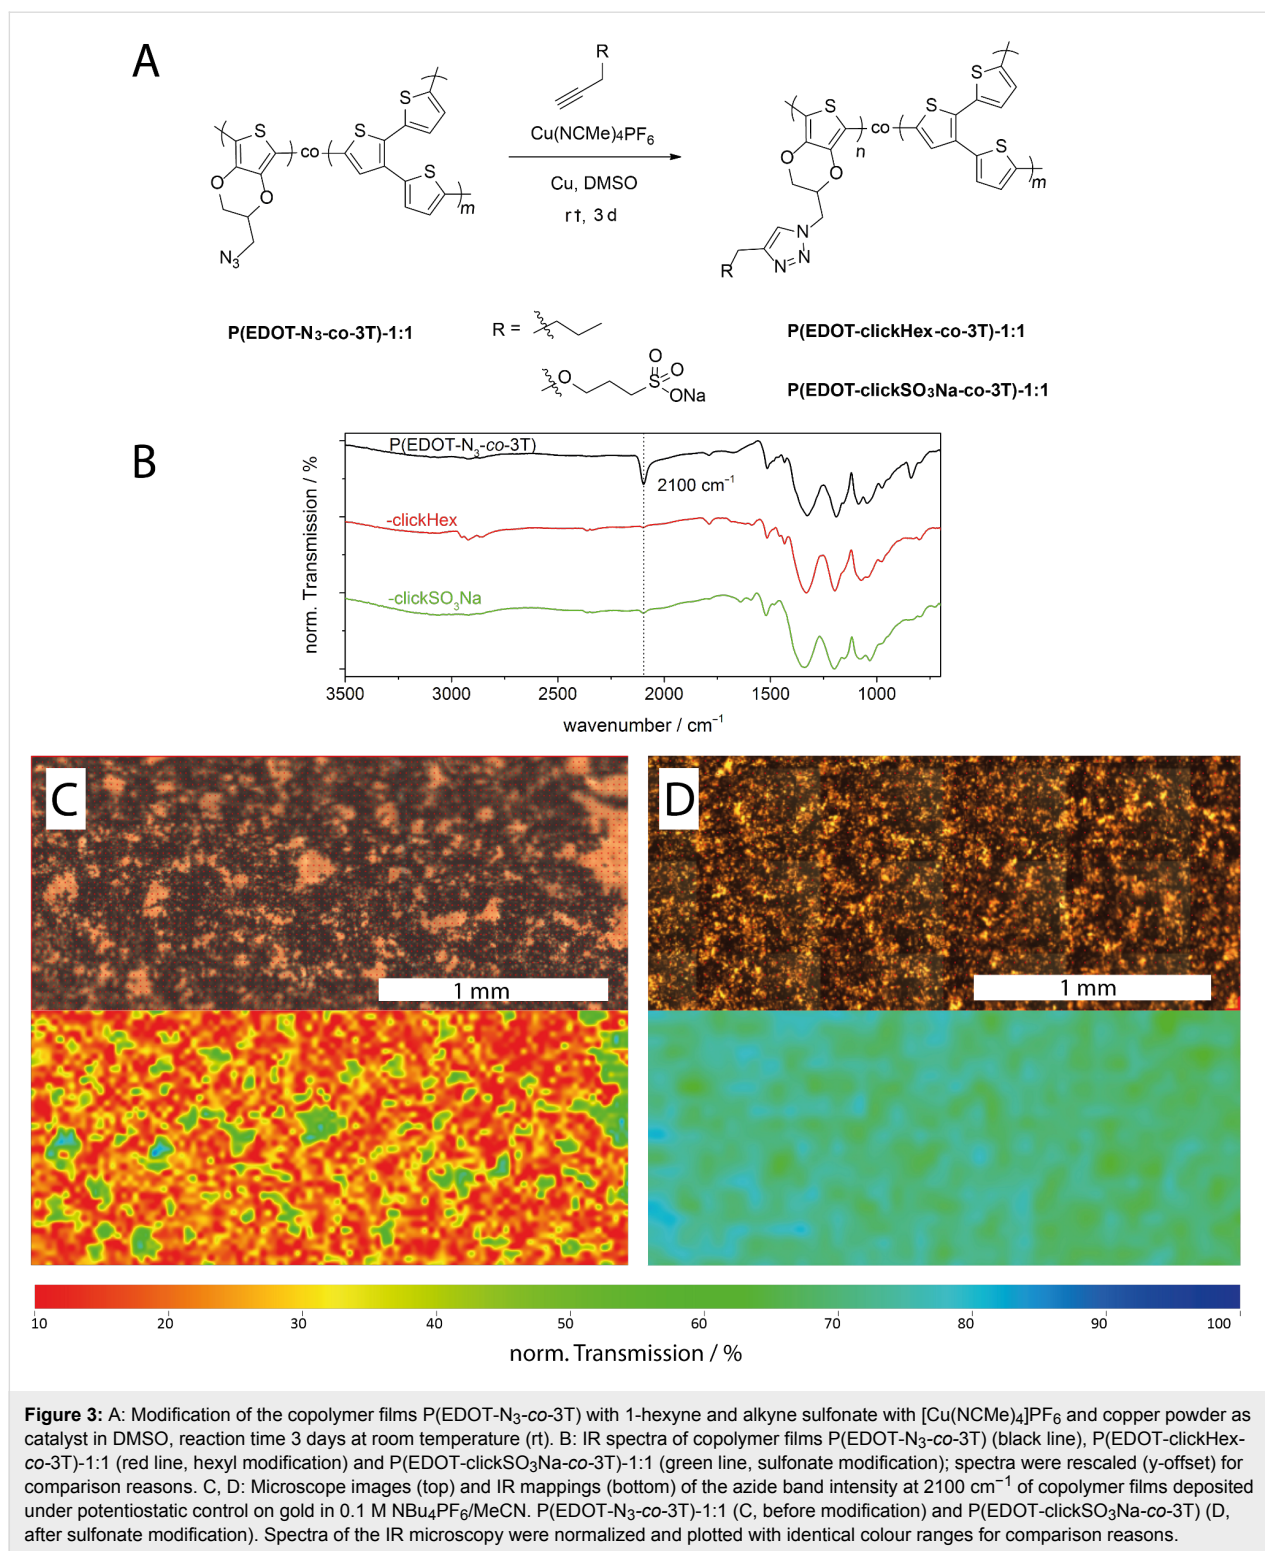 A
R
Cu(NCMe)₄PF₆
Cu, DMSO
rt, 3 d
S
co
S
S
S
m
O
O
N₃
S
n
co
S
S
S
m
O
O
N
N
N
R
P(EDOT-N₃-co-3T)-1:1
R =
P(EDOT-clickHex-co-3T)-1:1
O
S
O
O
ONa
P(EDOT-clickSO₃Na-co-3T)-1:1
B
P(EDOT-N₃-co-3T)
2100 cm⁻¹
-clickHex
-clickSO₃Na
norm. Transmission / %
3500 3000 2500 2000 1500 1000
wavenumber / cm⁻¹
C
1 mm
D
1 mm
10 20 30 40 50 60 70 80 90 100
norm. Transmission / %
Figure 3: A: Modification of the copolymer films P(EDOT-N₃-co-3T) with 1-hexyne and alkyne sulfonate with [Cu(NCMe)₄]PF₆ and copper powder as
catalyst in DMSO, reaction time 3 days at room temperature (rt). B: IR spectra of copolymer films P(EDOT-N₃-co-3T) (black line), P(EDOT-clickHex-
co-3T)-1:1 (red line, hexyl modification) and P(EDOT-clickSO₃Na-co-3T)-1:1 (green line, sulfonate modification); spectra were rescaled (y-offset) for
comparison reasons. C, D: Microscope images (top) and IR mappings (bottom) of the azide band intensity at 2100 cm⁻¹ of copolymer films deposited
under potentiostatic control on gold in 0.1 M NBu₄PF₆/MeCN. P(EDOT-N₃-co-3T)-1:1 (C, before modification) and P(EDOT-clickSO₃Na-co-3T) (D,
after sulfonate modification). Spectra of the IR microscopy were normalized and plotted with identical colour ranges for comparison reasons.